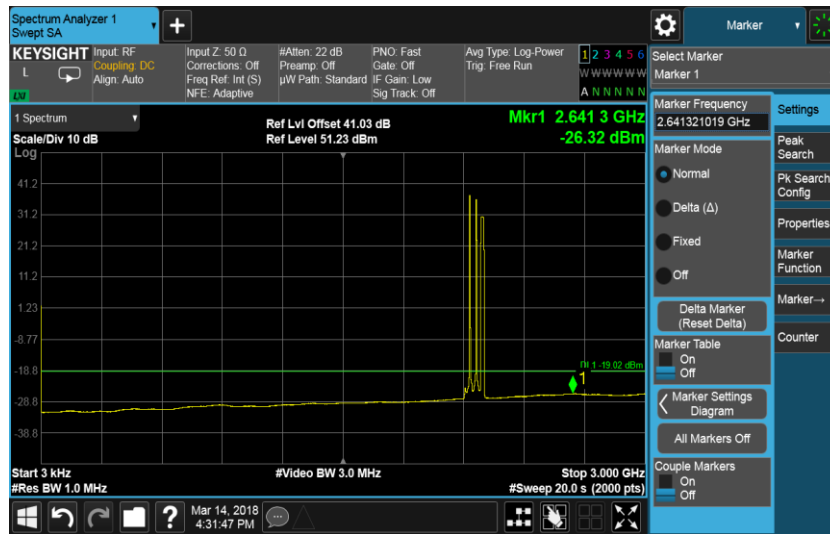 Spectrum Analyzer 1
Swept SA
Marker
KEYSIGHT
L
LXI
Input: RF
Coupling: DC
Align: Auto
Input Z: 50 Ω
Corrections: Off
Freq Ref: Int (S)
NFE: Adaptive
#Atten: 22 dB
Preamp: Off
µW Path: Standard
PNO: Fast
Gate: Off
IF Gain: Low
Sig Track: Off
Avg Type: Log-Power
Trig: Free Run
1 2 3 4 5 6
W W W W W W
A N N N N N
Select Marker
Marker 1
1 Spectrum
Scale/Div 10 dB
Log
Ref Lvl Offset 41.03 dB
Ref Level 51.23 dBm
Mkr1 2.641 3 GHz
-26.32 dBm
41.2
31.2
21.2
11.2
1.23
-8.77
-18.8
-28.8
-38.8
DL1 -19.02 dBm
1
Start 3 kHz
#Res BW 1.0 MHz
#Video BW 3.0 MHz
Stop 3.000 GHz
#Sweep 20.0 s (2000 pts)
Marker Frequency
2.641321019 GHz
Marker Mode
Normal
Delta (Δ)
Fixed
Off
Delta Marker
(Reset Delta)
Marker Table
On
Off
Marker Settings
Diagram
All Markers Off
Couple Markers
On
Off
Settings
Peak
Search
Pk Search
Config
Properties
Marker
Function
Marker→
Counter
?
Mar 14, 2018
4:31:47 PM